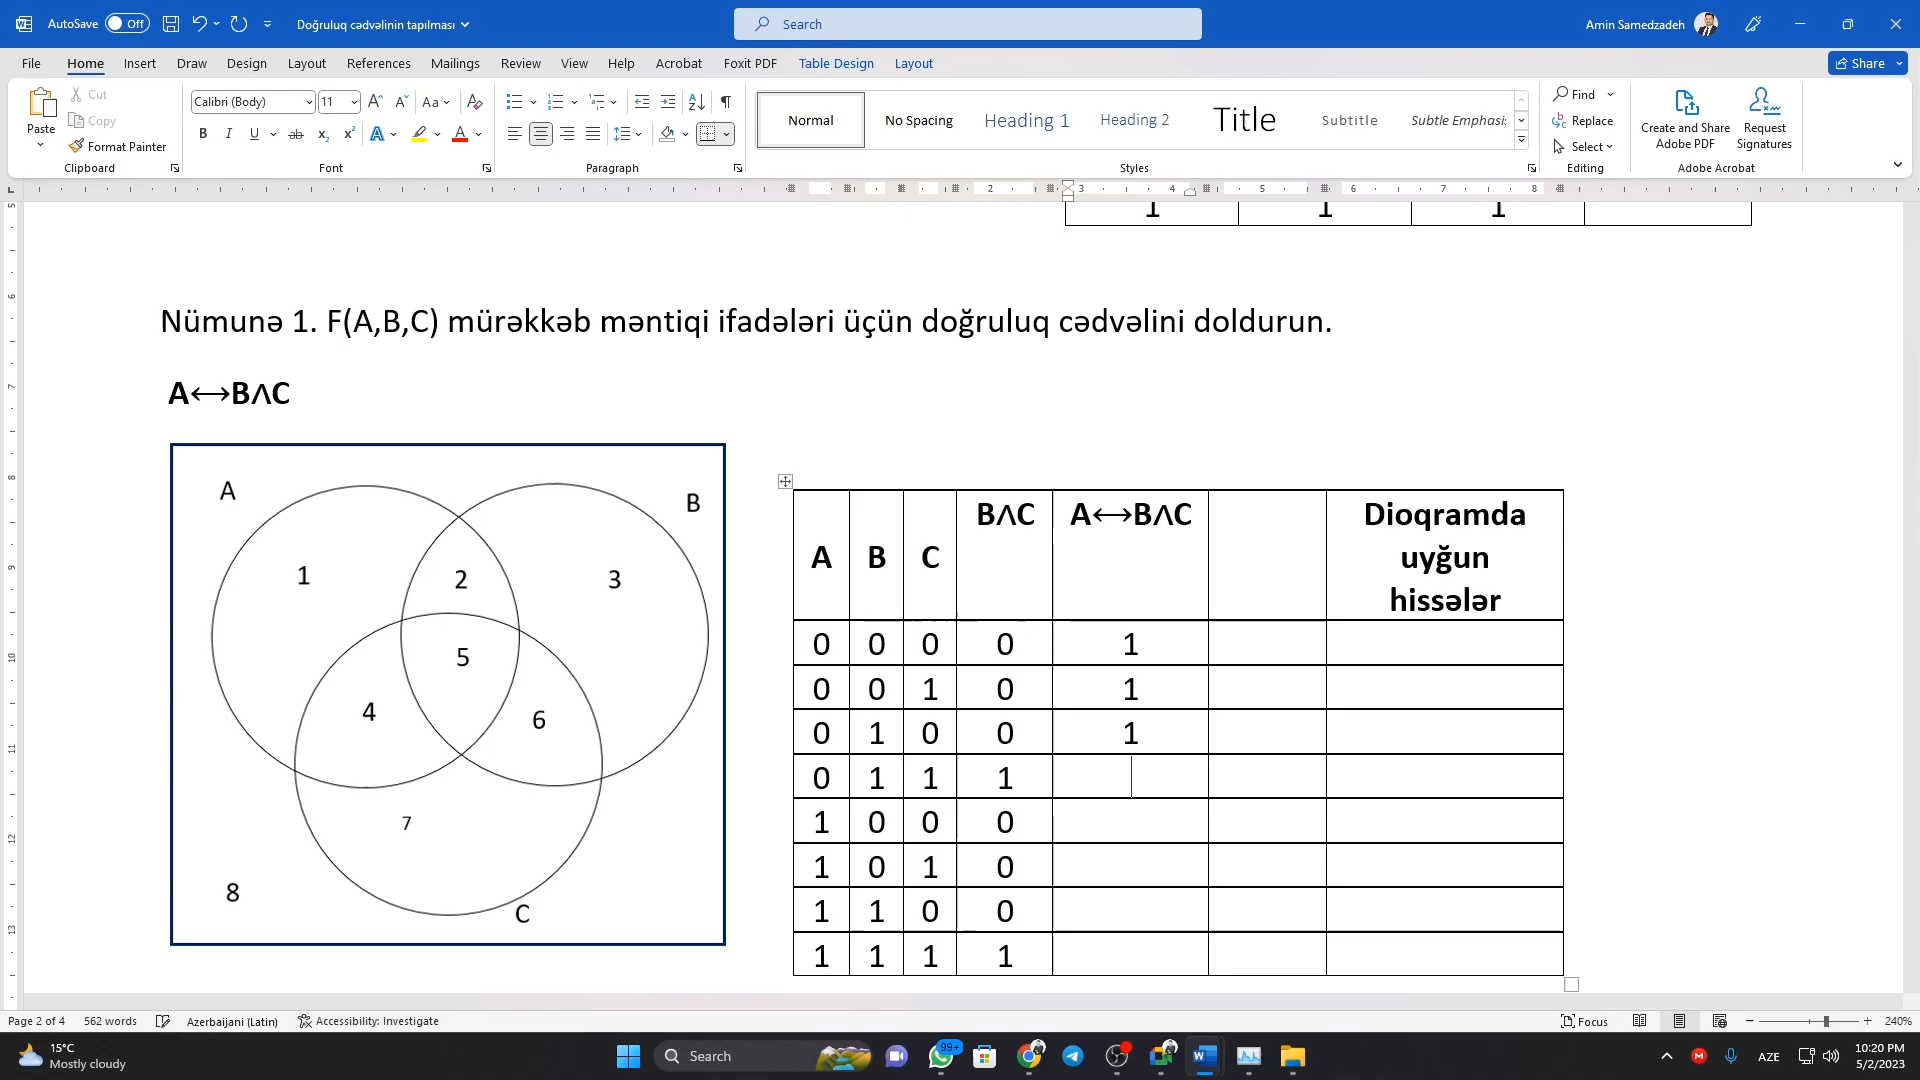 AutoSave Off Doğruluq cədvəlinin tapılması Search Amin Samedzadeh
File Home Insert Draw Design Layout References Mailings Review View Help Acrobat Foxit PDF Table Design Layout Share
Paste
Cut
Copy
Format Painter
Clipboard
Calibri (Body) 11
Font
Paragraph
Normal No Spacing Heading 1 Heading 2 Title Subtitle Subtle Emphasis
Styles
Find
Replace
Select
Editing
Create and Share Adobe PDF
Request Signatures
Adobe Acrobat
2 3 4 5 6 7 8
1 1 1
Nümunə 1. F(A,B,C) mürəkkəb məntiqi ifadələri üçün doğruluq cədvəlini doldurun.
A⟷B∧C
A
B
1 2 3
5
4 6
7
8
C
A B C B∧C A⟷B∧C Dioqramda uyğun hissələr
0 0 0 0 1
0 0 1 0 1
0 1 0 0 1
0 1 1 1
1 0 0 0
1 0 1 0
1 1 0 0
1 1 1 1
Page 2 of 4 562 words Azerbaijani (Latin) Accessibility: Investigate Focus 240%
15°C
Mostly cloudy
Search
99+
AZE
10:20 PM
5/2/2023